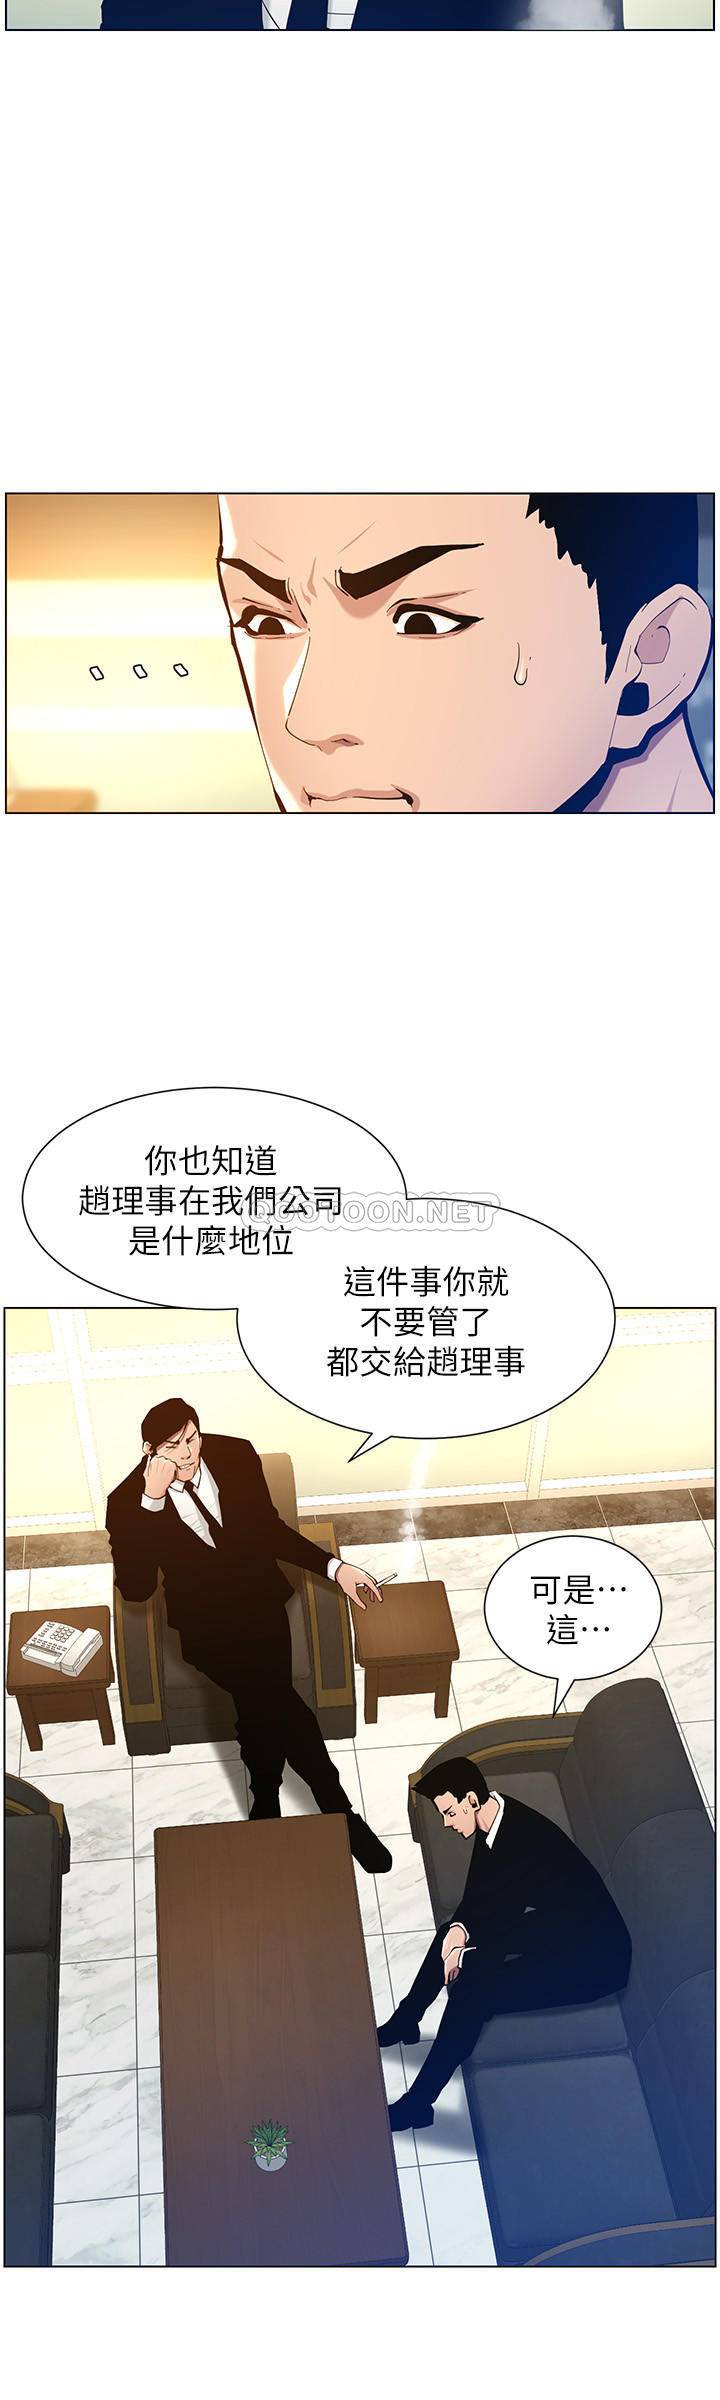 ...
你也知道
趙理事在我們公司
是什麼地位
QOOTOON.NET
這件事你就
不要管了
都交給趙理事
可是…
這…